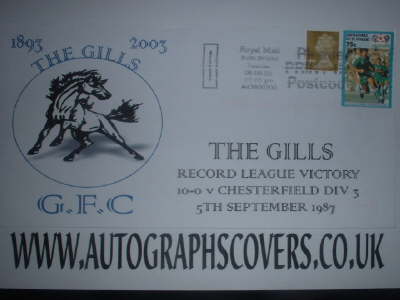 1893 2003
THE GILLS
G.F.C
Royal Mail
Postcode
THE GILLS
RECORD LEAGUE VICTORY
10-0 V CHESTERFIELD DIV 3
5TH SEPTEMBER 1987
WWW.AUTOGRAPHSCOVERS.CO.UK